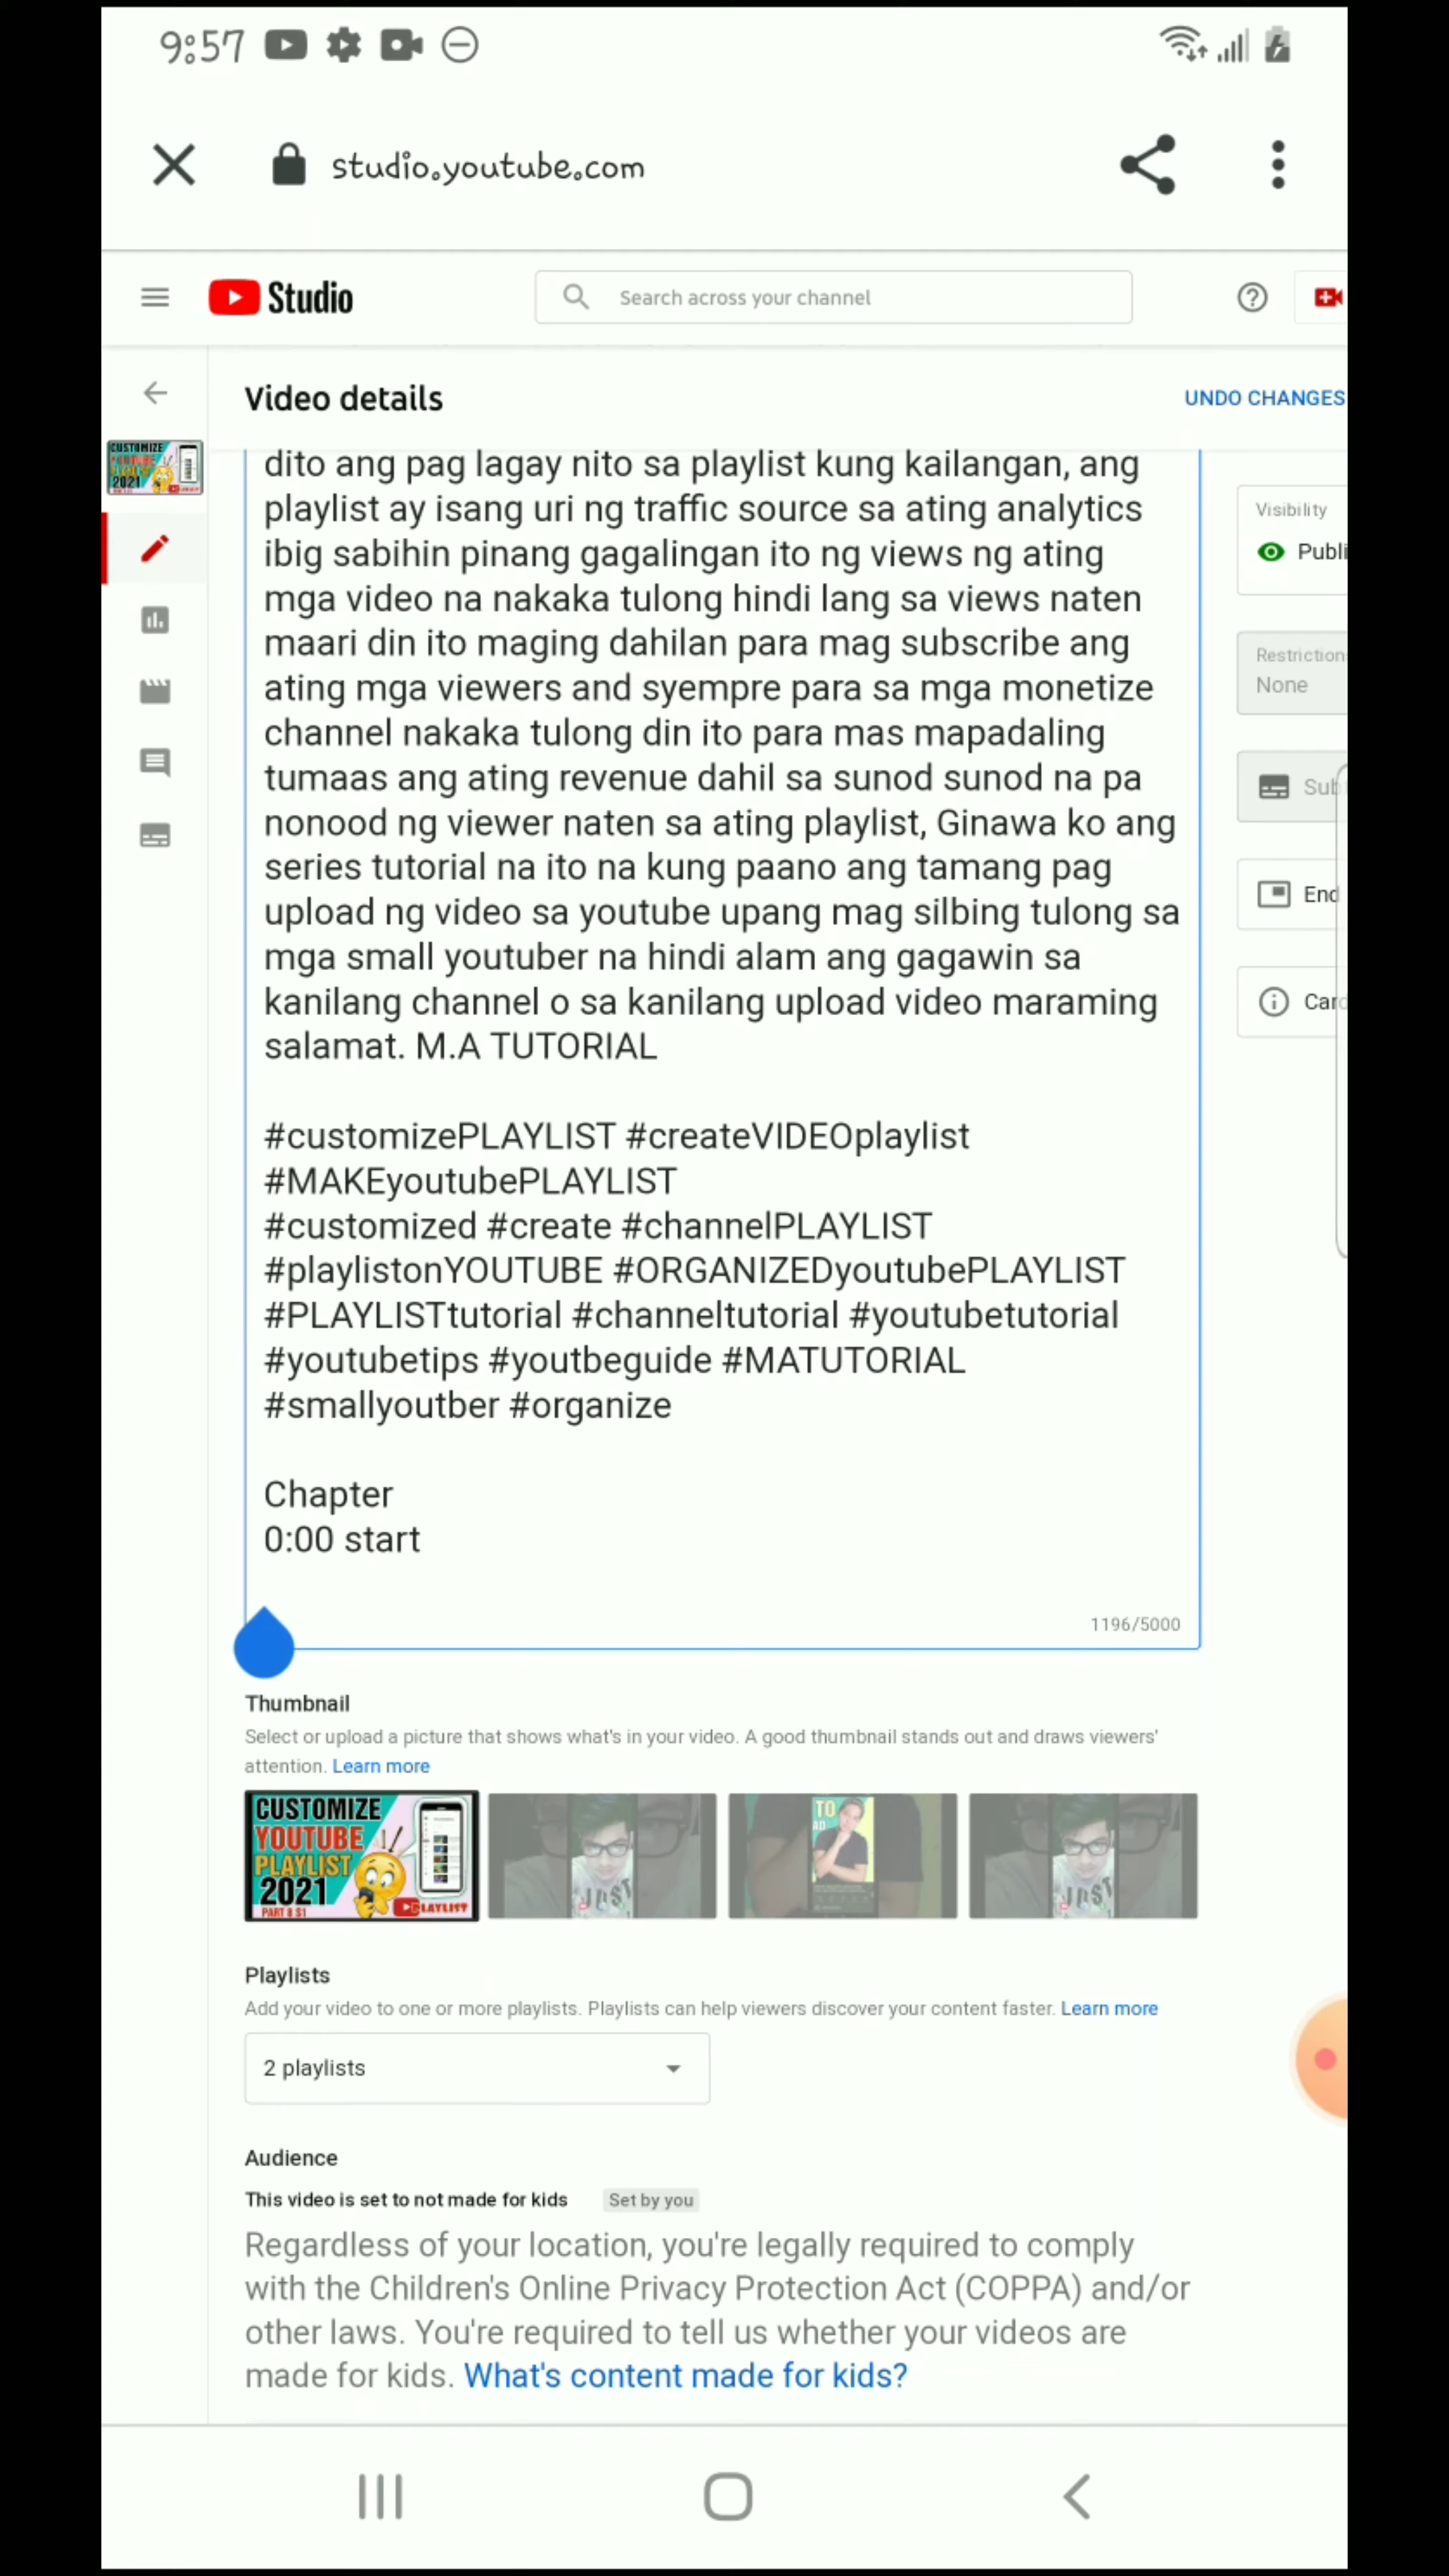 9:57
studio.youtube.com
Studio
Search across your channel
Video details
UNDO CHANGES
dito ang pag lagay nito sa playlist kung kailangan, ang
playlist ay isang uri ng traffic source sa ating analytics
ibig sabihin pinang gagalingan ito ng views ng ating
mga video na nakaka tulong hindi lang sa views naten
maari din ito maging dahilan para mag subscribe ang
ating mga viewers and syempre para sa mga monetize
channel nakaka tulong din ito para mas mapadaling
tumaas ang ating revenue dahil sa sunod sunod na pa
nonood ng viewer naten sa ating playlist, Ginawa ko ang
series tutorial na ito na kung paano ang tamang pag
upload ng video sa youtube upang mag silbing tulong sa
mga small youtuber na hindi alam ang gagawin sa
kanilang channel o sa kanilang upload video maraming
salamat. M.A TUTORIAL
#customizePLAYLIST #createVIDEOplaylist
#MAKEyoutubePLAYLIST
#customized #create #channelPLAYLIST
#playlistonYOUTUBE #ORGANIZEDyoutubePLAYLIST
#PLAYLISTtutorial #channeltutorial #youtubetutorial
#youtubetips #youtbeguide #MATUTORIAL
#smallyoutber #organize
Chapter
0:00 start
1196/5000
Visibility
Publi
Restriction
None
Sub
End
Car
Thumbnail
Select or upload a picture that shows what's in your video. A good thumbnail stands out and draws viewers'
attention. Learn more
CUSTOMIZE
YOUTUBE
PLAYLIST
2021
PART 8 S1
PLAYLIST
TO
AD
JUST
JUST
Playlists
Add your video to one or more playlists. Playlists can help viewers discover your content faster. Learn more
2 playlists
Audience
This video is set to not made for kids Set by you
Regardless of your location, you're legally required to comply
with the Children's Online Privacy Protection Act (COPPA) and/or
other laws. You're required to tell us whether your videos are
made for kids. What's content made for kids?